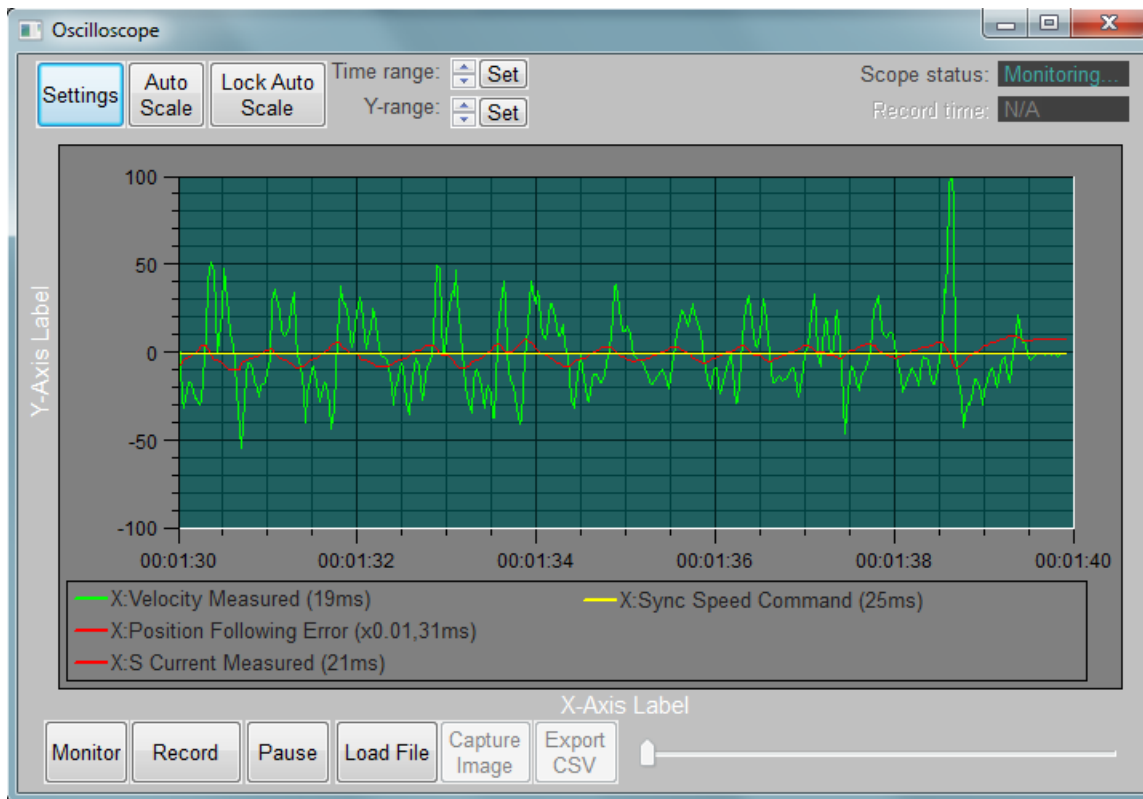 Oscilloscope
Settings
Auto
Scale
Lock Auto
Scale
Time range:
Set
Y-range:
Set
Scope status:
Monitoring...
Record time:
N/A
Y-Axis Label
100
50
0
-50
-100
00:01:30
00:01:32
00:01:34
00:01:36
00:01:38
00:01:40
X:Velocity Measured (19ms)
X:Sync Speed Command (25ms)
X:Position Following Error (x0.01,31ms)
X:S Current Measured (21ms)
X-Axis Label
Monitor
Record
Pause
Load File
Capture
Image
Export
CSV